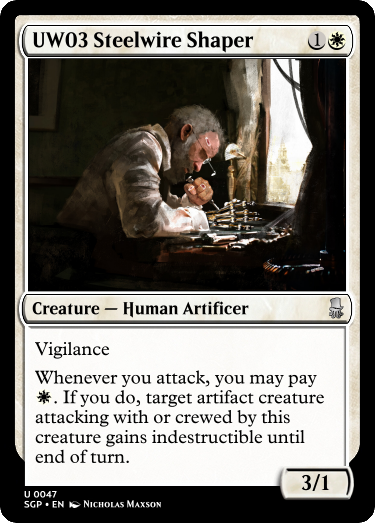 UW03 Steelwire Shaper 1
Creature — Human Artificer
Vigilance
Whenever you attack, you may pay
. If you do, target artifact creature
attacking with or crewed by this
creature gains indestructible until
end of turn.
3/1
U 0047
SGP • EN Nicholas Maxson